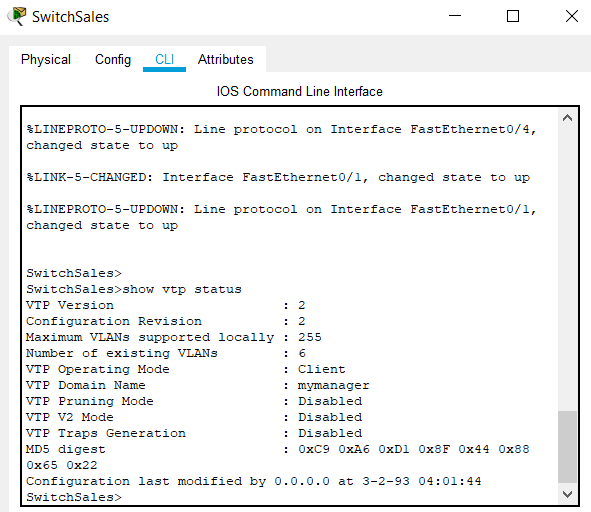 SwitchSales
Physical Config CLI Attributes
IOS Command Line Interface
%LINEPROTO-5-UPDOWN: Line protocol on Interface FastEthernet0/4,
changed state to up
%LINK-5-CHANGED: Interface FastEthernet0/1, changed state to up
%LINEPROTO-5-UPDOWN: Line protocol on Interface FastEthernet0/1,
changed state to up
SwitchSales>
SwitchSales>show vtp status
VTP Version : 2
Configuration Revision : 2
Maximum VLANs supported locally : 255
Number of existing VLANs : 6
VTP Operating Mode : Client
VTP Domain Name : mymanager
VTP Pruning Mode : Disabled
VTP V2 Mode : Disabled
VTP Traps Generation : Disabled
MD5 digest : 0xC9 0xA6 0xD1 0x8F 0x44 0x88
0x65 0x22
Configuration last modified by 0.0.0.0 at 3-2-93 04:01:44
SwitchSales>